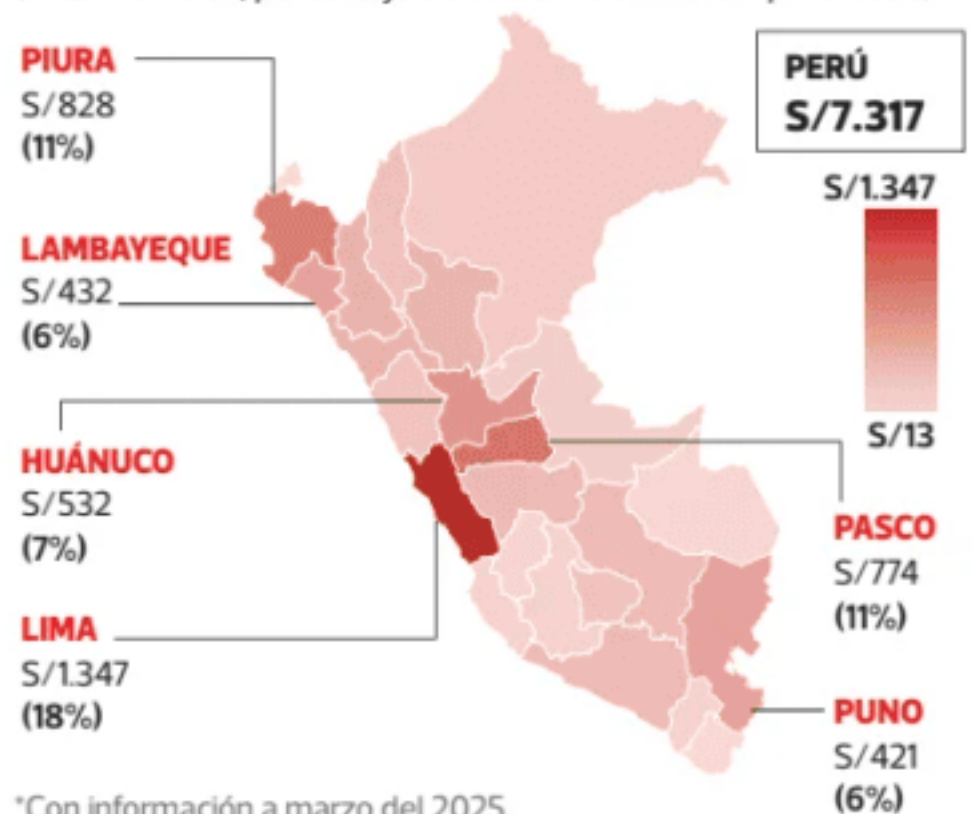 PIURA
S/828
(11%)
LAMBAYEQUE
S/432
(6%)
HUÁNUCO
S/532
(7%)
LIMA
S/1.347
(18%)
PERÚ
S/7.317
S/1.347
S/13
PASCO
S/774
(11%)
PUNO
S/421
(6%)
*Con información a marzo del 2025